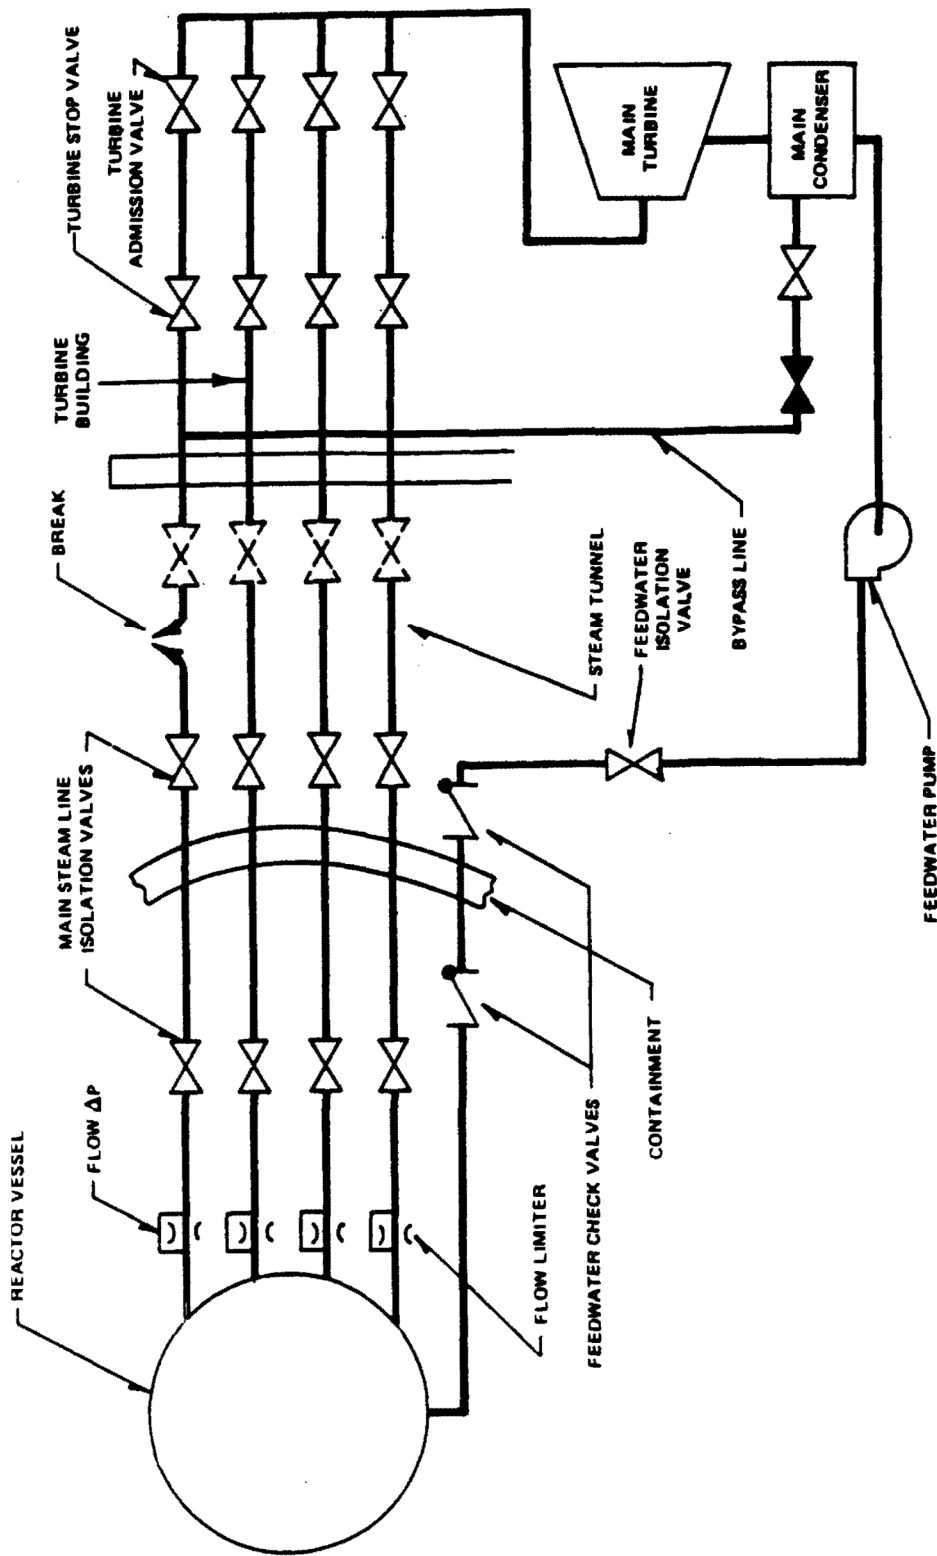 REACTOR VESSEL
FLOW ΔP
MAIN STEAM LINE
ISOLATION VALVES
BREAK
TURBINE
BUILDING
TURBINE STOP VALVE
TURBINE
ADMISSION VALVE
FLOW LIMITER
FEEDWATER CHECK VALVES
CONTAINMENT
STEAM TUNNEL
FEEDWATER
ISOLATION
VALVE
BYPASS LINE
MAIN
TURBINE
MAIN
CONDENSER
FEEDWATER PUMP